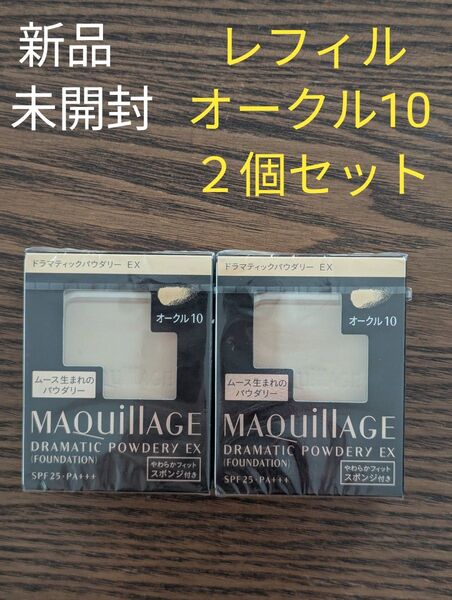 新品
未開封
レフィル
オークル10
２個セット
ドラマティックパウダリー EX
オークル10
ムース生まれの
パウダリー
MAQuillAGE
DRAMATIC POWDERY EX
(FOUNDATION)
SPF25・PA+++
やわらかフィット
スポンジ付き
ドラマティックパウダリー EX
オークル10
ムース生まれの
パウダリー
MAQuillAGE
DRAMATIC POWDERY EX
(FOUNDATION)
SPF25・PA+++
やわらかフィット
スポンジ付き